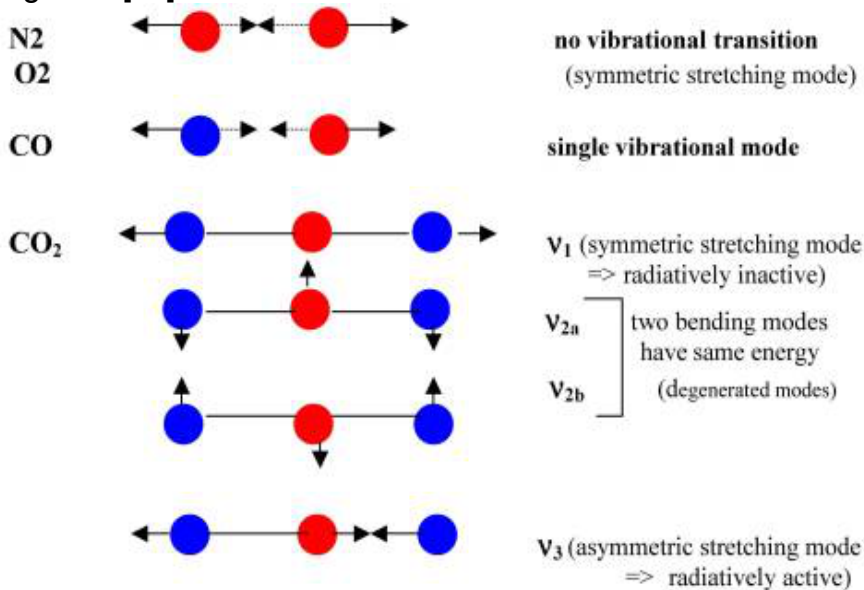 N2
no vibrational transition
O2
(symmetric stretching mode)
CO
single vibrational mode
CO₂
ν₁ (symmetric stretching mode
=> radiatively inactive)
ν₂ₐ
two bending modes
have same energy
ν2b
(degenerated modes)
ν₃ (asymmetric stretching mode
=> radiatively active)